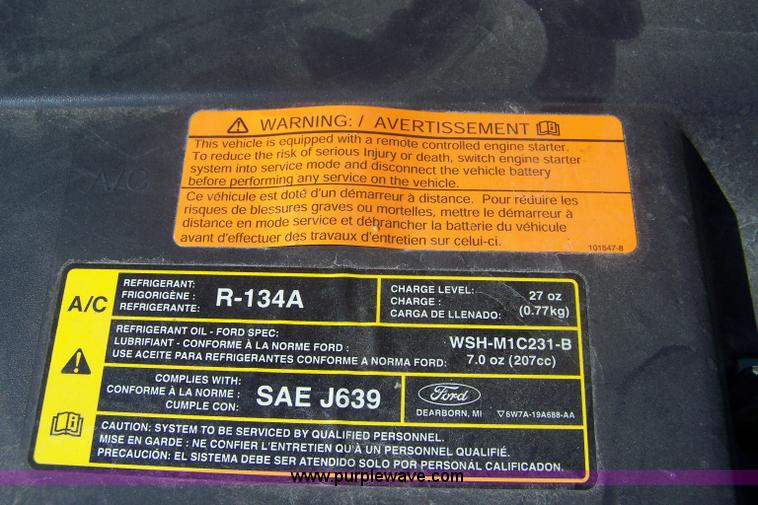 WARNING: / AVERTISSEMENT
This vehicle is equipped with a remote controlled engine starter.
To reduce the risk of serious Injury or death, switch engine starter
system into service mode and disconnect the vehicle battery
before performing any service on the vehicle.
Ce véhicule est doté d'un démarreur à distance. Pour réduire les
risques de blessures graves ou mortelles, mettre le démarreur à
distance en mode service et débrancher la batterie du véhicule
avant d'effectuer des travaux d'entretien sur celui-ci.
101547-8
A/C
REFRIGERANT:
FRIGORIGÈNE :
REFRIGERANTE:
R-134A
CHARGE LEVEL:
CHARGE :
CARGA DE LLENADO:
27 oz
(0.77kg)
REFRIGERANT OIL - FORD SPEC:
LUBRIFIANT - CONFORME À LA NORME FORD :
USE ACEITE PARA REFRIGERANTES CONFORME A NORMA FORD:
WSH-M1C231-B
7.0 oz (207cc)
COMPLIES WITH:
CONFORME À LA NORME :
CUMPLE CON:
SAE J639
Ford
DEARBORN, MI
6W7A-19A688-AA
CAUTION: SYSTEM TO BE SERVICED BY QUALIFIED PERSONNEL.
MISE EN GARDE : NE CONFIER L'ENTRETIEN QU'À UN PERSONNEL QUALIFIÉ.
PRECAUCIÓN: EL SISTEMA DEBE SER ATENDIDO SOLO POR PERSONÁL CALIFICADO.
www.purplewave.com